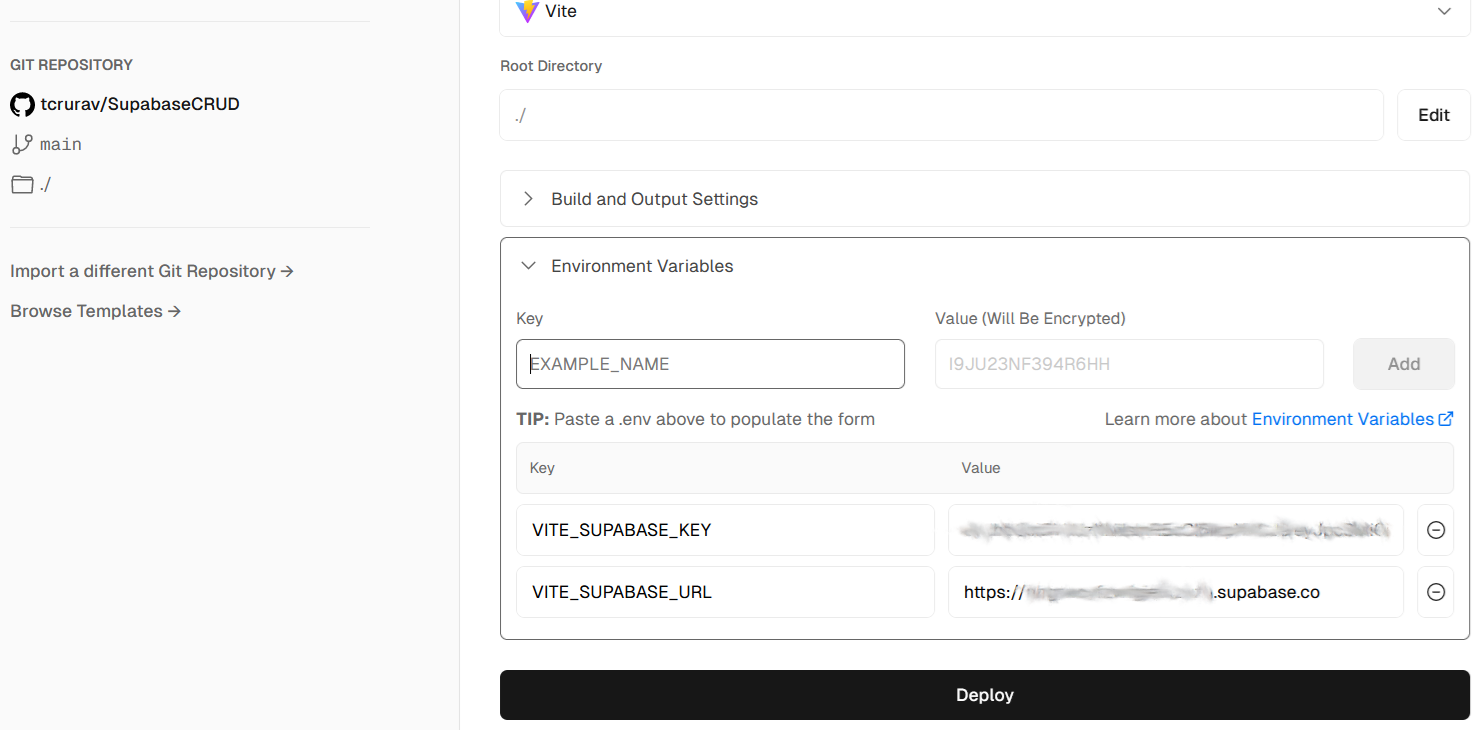 GIT REPOSITORY
tcrurav/SupabaseCRUD
main
./
Import a different Git Repository →
Browse Templates →
Vite
Root Directory
./
Edit
Build and Output Settings
Environment Variables
Key
Value (Will Be Encrypted)
EXAMPLE_NAME
I9JU23NF394R6HH
Add
TIP: Paste a .env above to populate the form
Learn more about Environment Variables
Key
Value
VITE_SUPABASE_KEY
VITE_SUPABASE_URL
https:// .supabase.co
Deploy